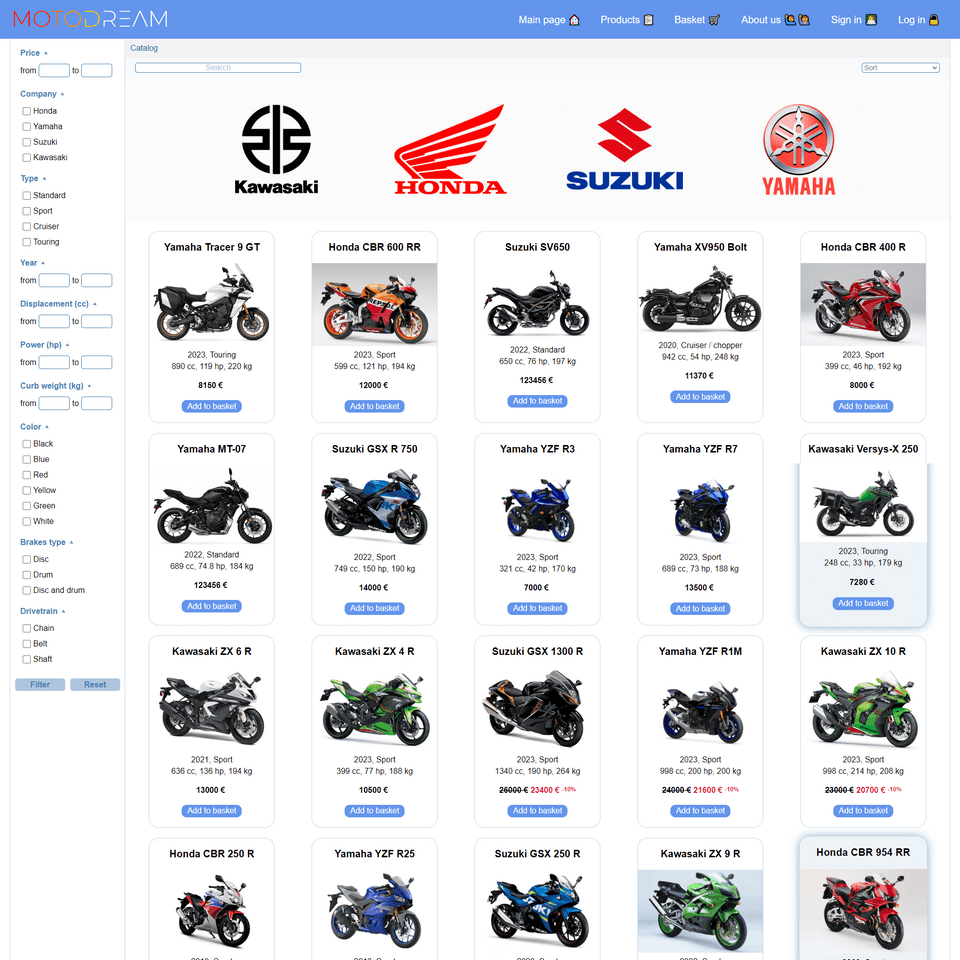 MOTODREAM
Main page
Products
Basket
About us
Sign in
Log in
Price
from to
Company
Honda
Yamaha
Suzuki
Kawasaki
Type
Standard
Sport
Cruiser
Touring
Year
from to
Displacement (cc)
from to
Power (hp)
from to
Curb weight (kg)
from to
Color
Black
Blue
Red
Yellow
Green
White
Brakes type
Disc
Drum
Disc and drum
Drivetrain
Chain
Belt
Shaft
Filter Reset
Catalog
Search
Sort
Kawasaki
HONDA
SUZUKI
YAMAHA
Yamaha Tracer 9 GT
2023, Touring
890 cc, 119 hp, 220 kg
8150 €
Add to basket
Honda CBR 600 RR
2023, Sport
599 cc, 121 hp, 194 kg
12000 €
Add to basket
Suzuki SV650
2022, Standard
650 cc, 76 hp, 197 kg
123456 €
Add to basket
Yamaha XV950 Bolt
2020, Cruiser / chopper
942 cc, 54 hp, 248 kg
11370 €
Add to basket
Honda CBR 400 R
2023, Sport
399 cc, 46 hp, 192 kg
8000 €
Add to basket
Yamaha MT-07
2022, Standard
689 cc, 74.8 hp, 184 kg
123456 €
Add to basket
Suzuki GSX R 750
2022, Sport
749 cc, 150 hp, 190 kg
14000 €
Add to basket
Yamaha YZF R3
2023, Sport
321 cc, 42 hp, 170 kg
7000 €
Add to basket
Yamaha YZF R7
2023, Sport
689 cc, 73 hp, 188 kg
13500 €
Add to basket
Kawasaki Versys-X 250
2023, Touring
248 cc, 33 hp, 179 kg
7280 €
Add to basket
Kawasaki ZX 6 R
2021, Sport
636 cc, 136 hp, 194 kg
13000 €
Add to basket
Kawasaki ZX 4 R
2023, Sport
399 cc, 77 hp, 188 kg
10500 €
Add to basket
Suzuki GSX 1300 R
2023, Sport
1340 cc, 190 hp, 264 kg
26000 € 23400 € -10%
Add to basket
Yamaha YZF R1M
2023, Sport
998 cc, 200 hp, 200 kg
24000 € 21600 € -10%
Add to basket
Kawasaki ZX 10 R
2023, Sport
998 cc, 214 hp, 208 kg
23000 € 20700 € -10%
Add to basket
Honda CBR 250 R
Yamaha YZF R25
Suzuki GSX 250 R
Kawasaki ZX 9 R
Honda CBR 954 RR